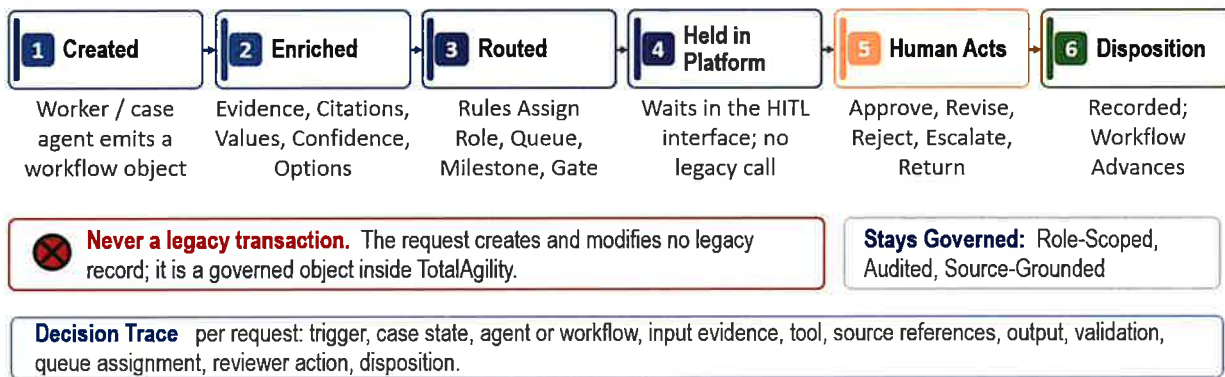 1 Created
2 Enriched
3 Routed
4 Held in
Platform
5 Human Acts
6 Disposition
Worker / case
agent emits a
workflow object
Evidence, Citations,
Values, Confidence,
Options
Rules Assign
Role, Queue,
Milestone, Gate
Waits in the HITL
interface; no
legacy call
Approve, Revise,
Reject, Escalate,
Return
Recorded;
Workflow
Advances
Never a legacy transaction. The request creates and modifies no legacy
record; it is a governed object inside TotalAgility.
Stays Governed: Role-Scoped,
Audited, Source-Grounded
Decision Trace per request: trigger, case state, agent or workflow, input evidence, tool, source references, output, validation,
queue assignment, reviewer action, disposition.